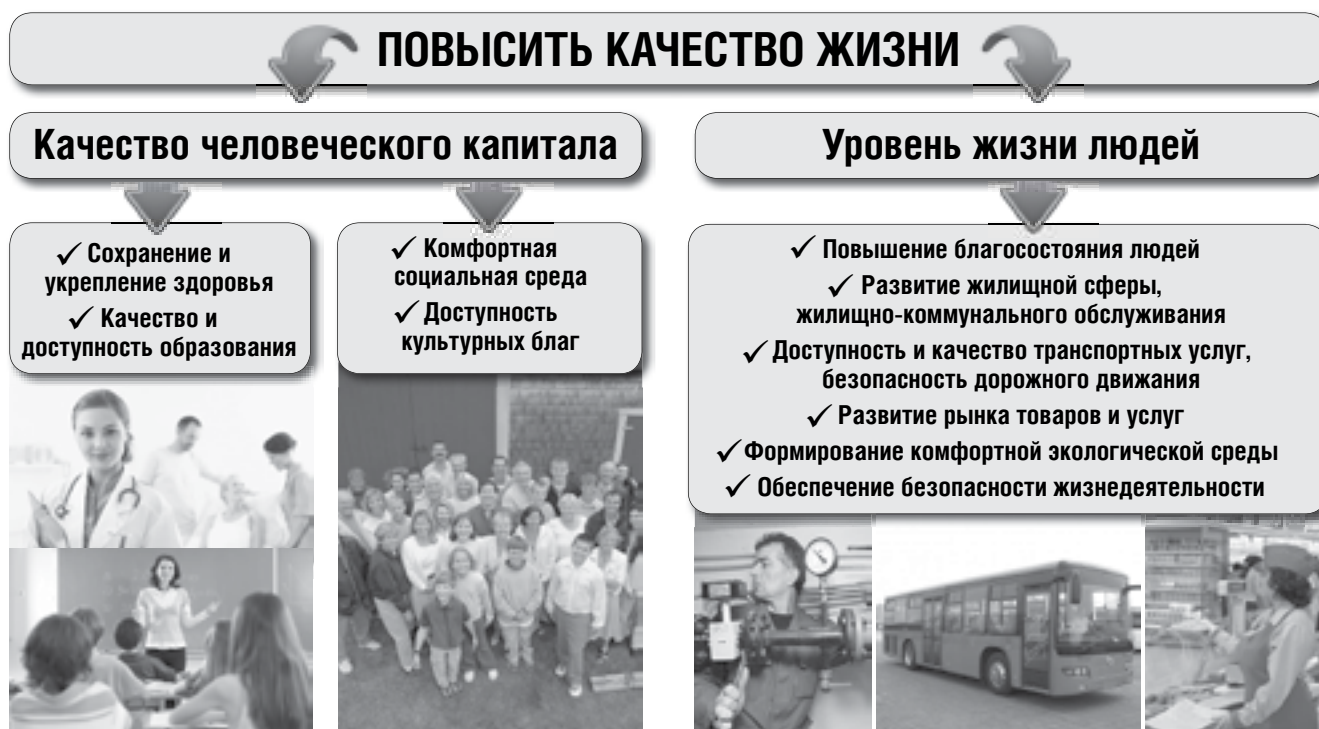 ПОВЫСИТЬ КАЧЕСТВО ЖИЗНИ
Качество человеческого капитала
✓ Сохранение и
укрепление здоровья
✓ Качество и
доступность образования
✓ Комфортная
социальная среда
✓ Доступность
культурных благ
Уровень жизни людей
✓ Повышение благосостояния людей
✓ Развитие жилищной сферы,
жилищно-коммунального обслуживания
✓ Доступность и качество транспортных услуг,
безопасность дорожного движания
✓ Развитие рынка товаров и услуг
✓ Формирование комфортной экологической среды
✓ Обеспечение безопасности жизнедеятельности